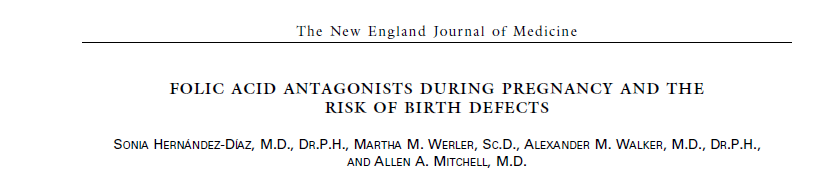 The New England Journal of Medicine
FOLIC ACID ANTAGONISTS DURING PREGNANCY AND THE
RISK OF BIRTH DEFECTS
SONIA HERNÁNDEZ-DÍAZ, M.D., DR.P.H., MARTHA M. WERLER, SC.D., ALEXANDER M. WALKER, M.D., DR.P.H.,
AND ALLEN A. MITCHELL, M.D.